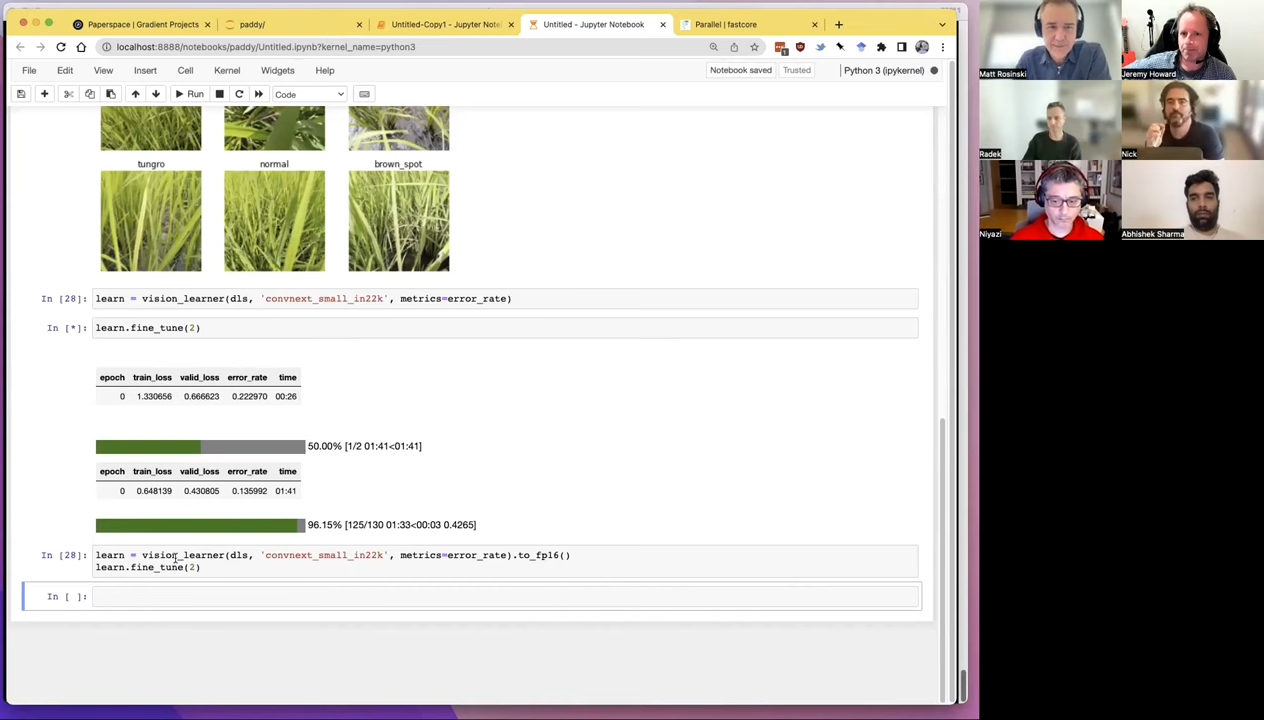 Paperspace | Gradient Projects
paddy/
Untitled-Copy1 - Jupyter Note
Untitled - Jupyter Notebook
Parallel | fastcore
localhost:8888/notebooks/paddy/Untitled.ipynb?kernel_name=python3
File Edit View Insert Cell Kernel Widgets Help
Notebook saved
Trusted
Python 3 (ipykernel)
Run
Code
tungro normal brown_spot
In [28]: learn = vision_learner(dls, 'convnext_small_in22k', metrics=error_rate)
In [*]: learn.fine_tune(2)
epoch train_loss valid_loss error_rate time
0 1.330656 0.666623 0.222970 00:26
50.00% [1/2 01:41<01:41]
epoch train_loss valid_loss error_rate time
0 0.648139 0.430805 0.135992 01:41
96.15% [125/130 01:33<00:03 0.4265]
In [28]: learn = vision_learner(dls, 'convnext_small_in22k', metrics=error_rate).to_fp16()
learn.fine_tune(2)
In [ ]:
Matt Rosinski
Jeremy Howard
Radek
Nick
Niyazi
Abhishek Sharma